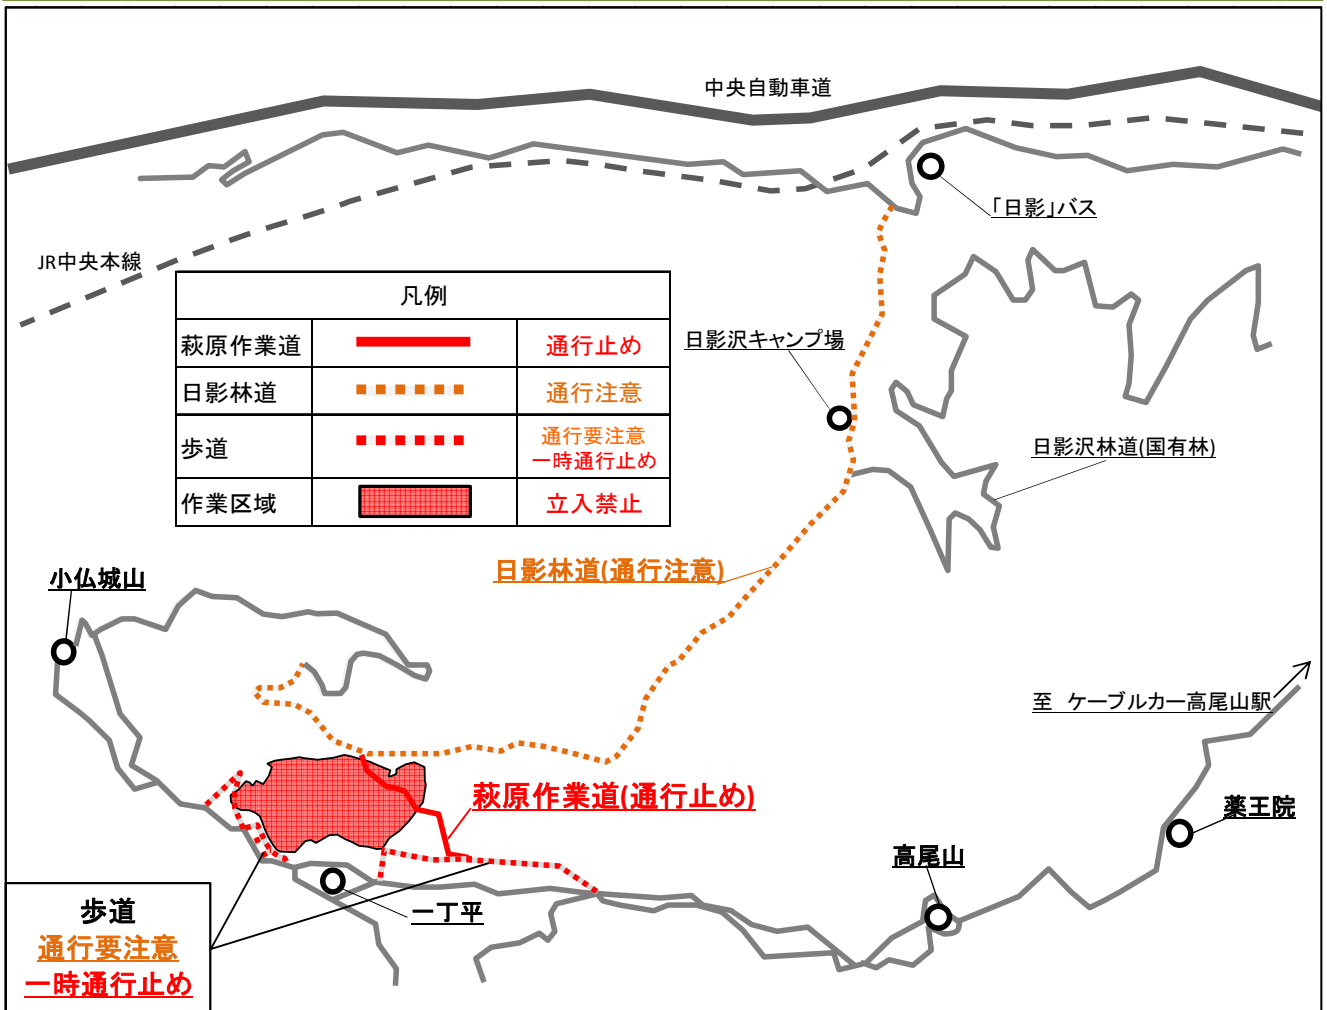 中央自動車道
「日影」バス
JR中央本線
凡例
萩原作業道 通行止め
日影林道 通行注意
歩道 通行要注意
一時通行止め
作業区域 立入禁止
日影沢キャンプ場
日影沢林道(国有林)
日影林道(通行注意)
小仏城山
至 ケーブルカー高尾山駅
萩原作業道(通行止め)
薬王院
高尾山
一丁平
歩道
通行要注意
一時通行止め